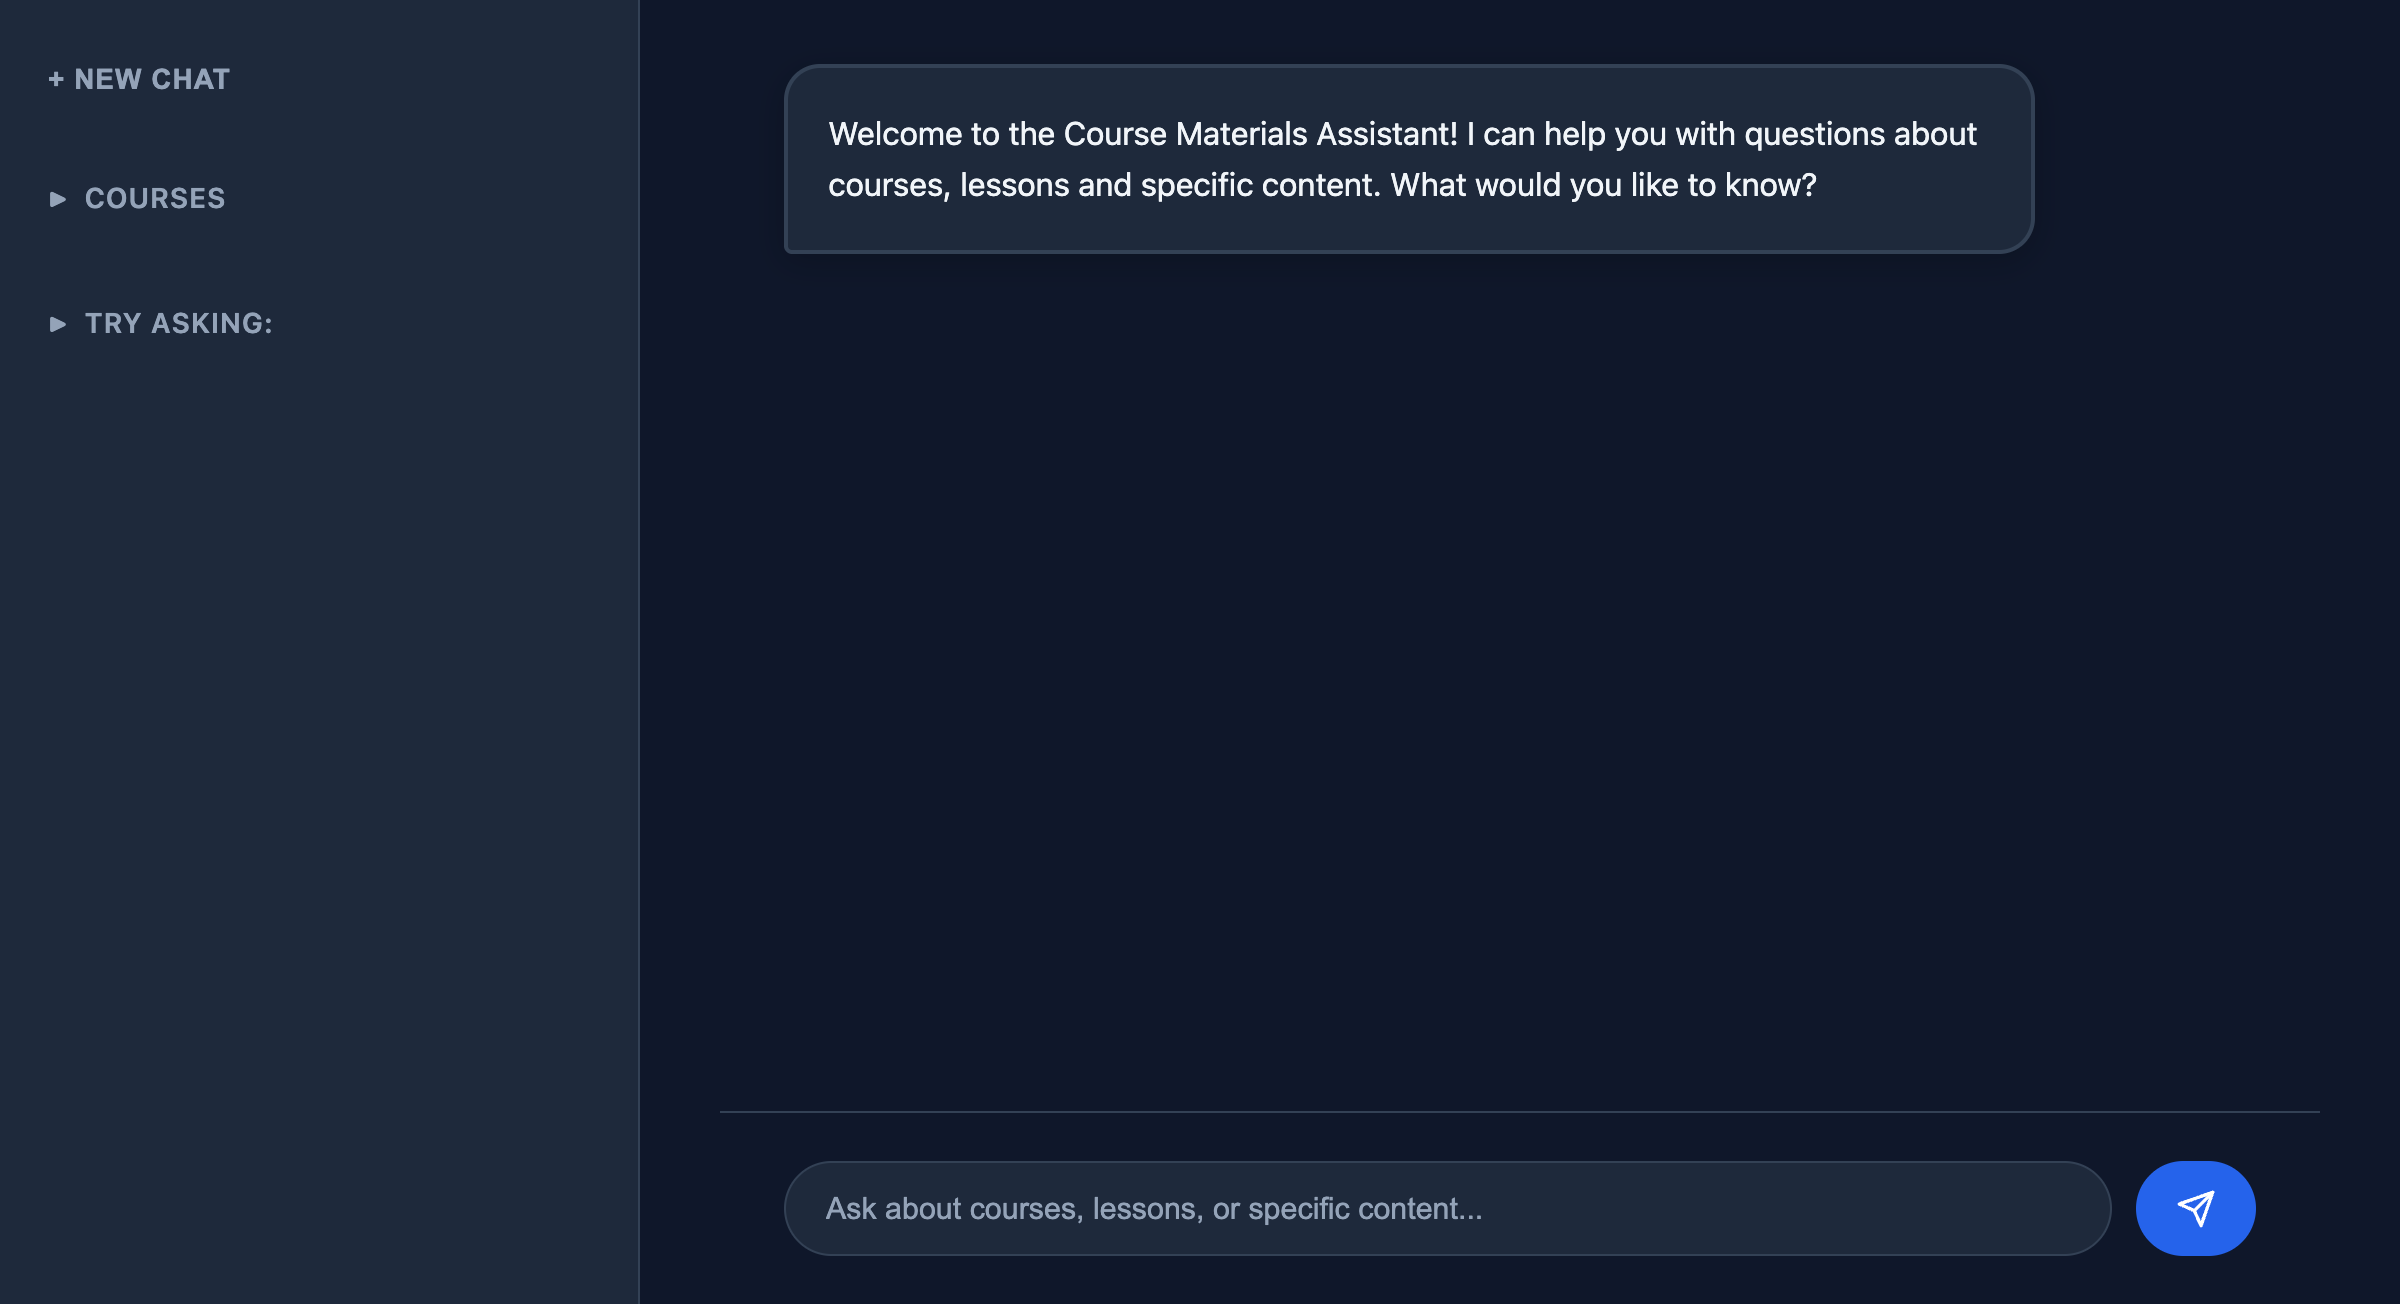 + NEW CHAT
▶ COURSES
▶ TRY ASKING:
Welcome to the Course Materials Assistant! I can help you with questions about
courses, lessons and specific content. What would you like to know?
Ask about courses, lessons, or specific content...